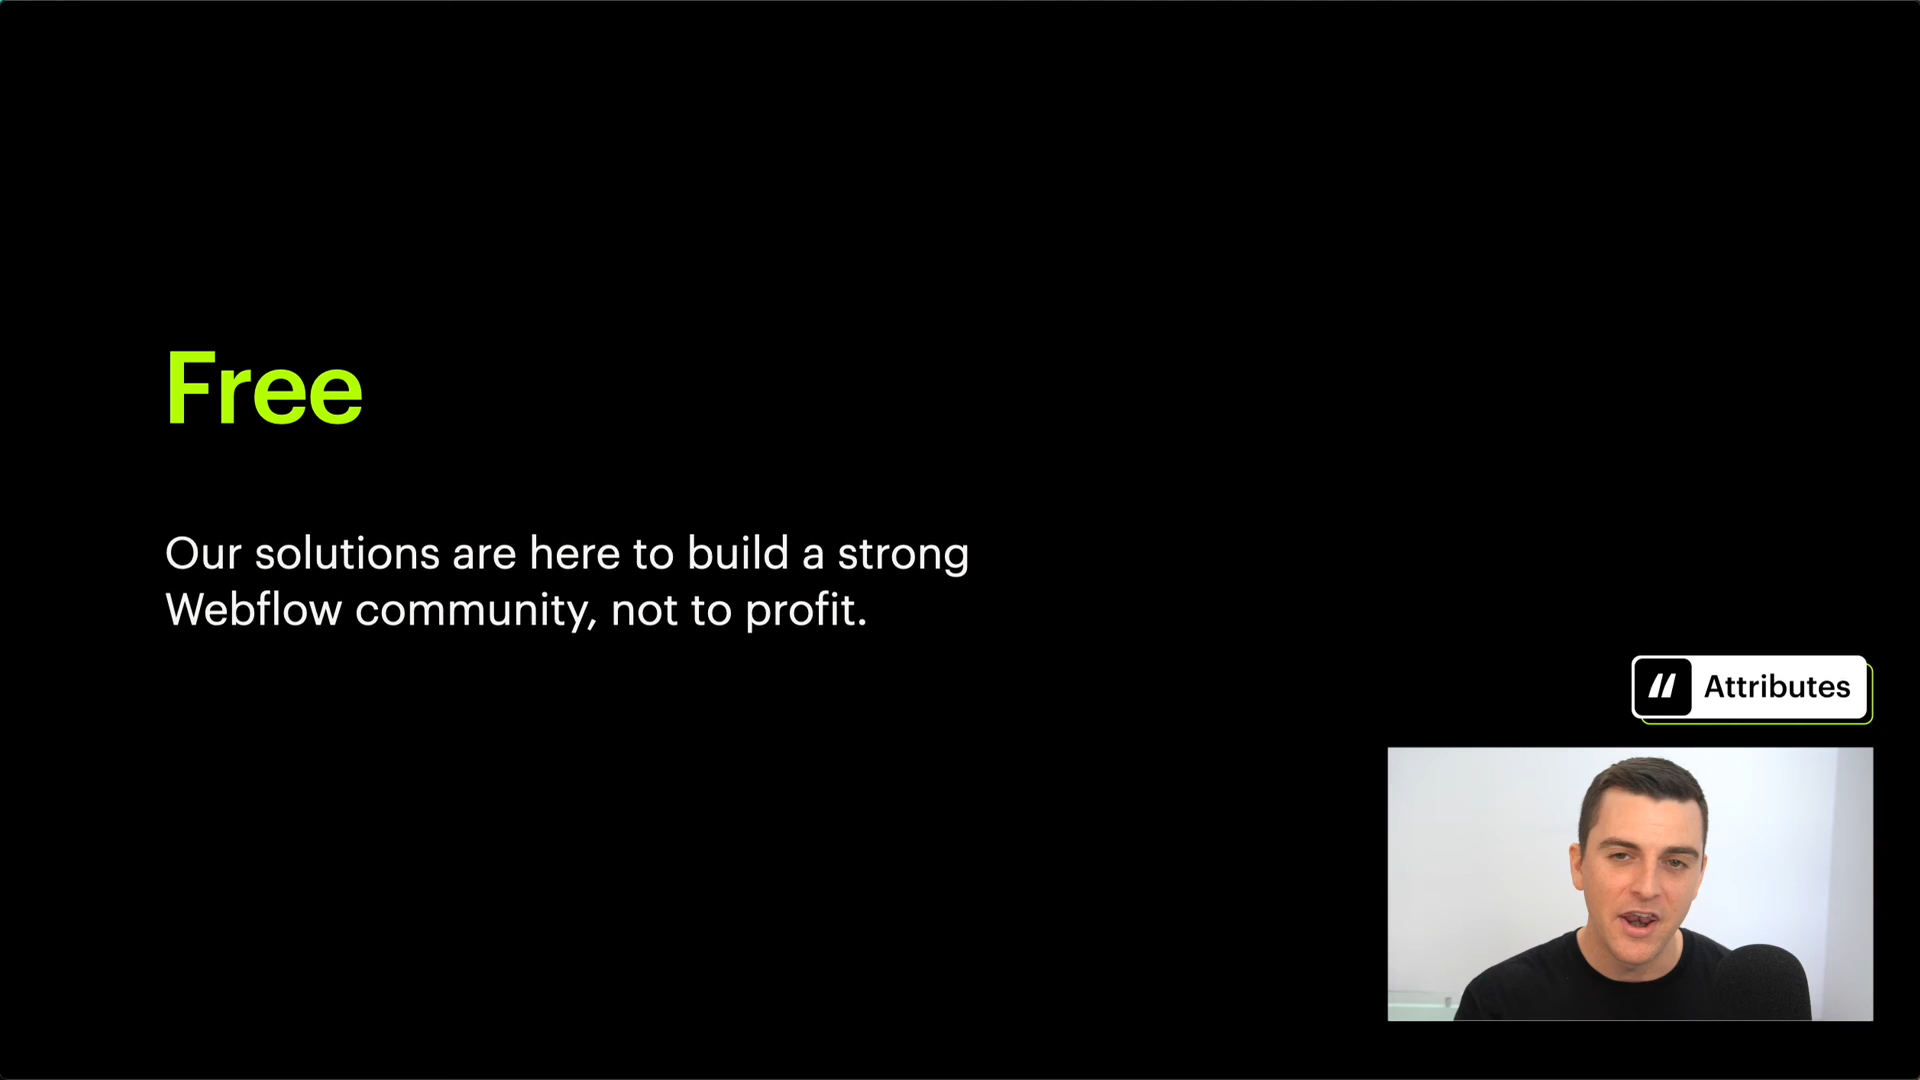 Free
Our solutions are here to build a strong
Webflow community, not to profit.
Attributes